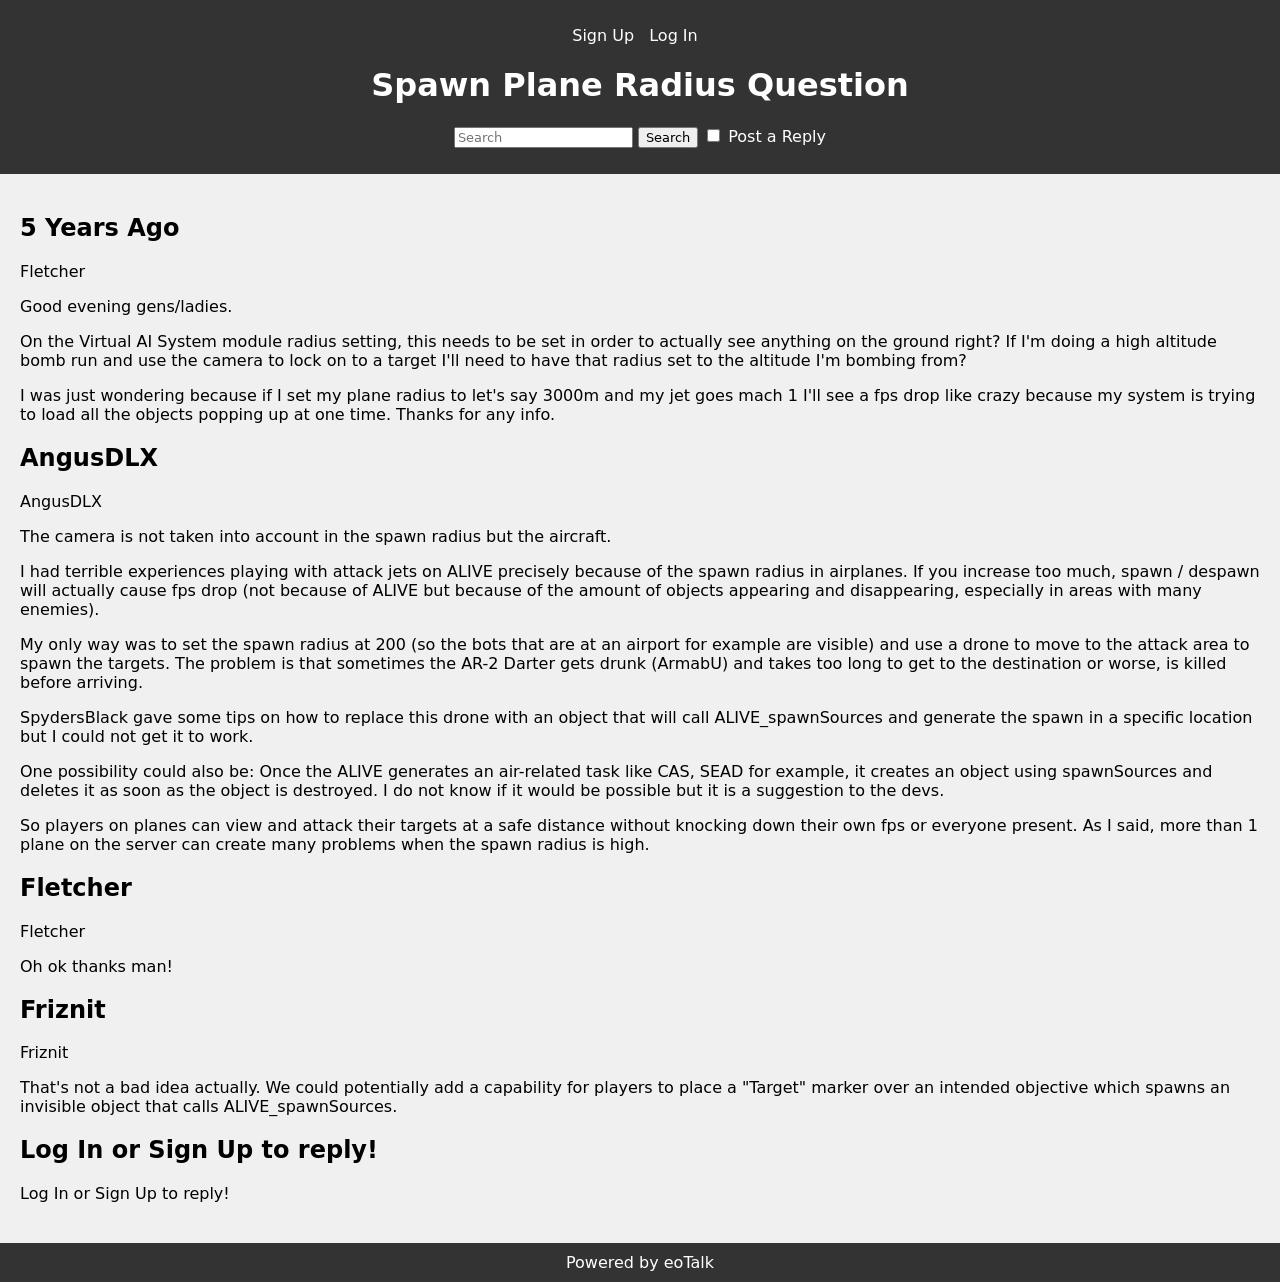 Sign Up Log In
Spawn Plane Radius Question
Search Search Post a Reply
5 Years Ago
Fletcher
Good evening gens/ladies.
On the Virtual AI System module radius setting, this needs to be set in order to actually see anything on the ground right? If I'm doing a high altitude
bomb run and use the camera to lock on to a target I'll need to have that radius set to the altitude I'm bombing from?
I was just wondering because if I set my plane radius to let's say 3000m and my jet goes mach 1 I'll see a fps drop like crazy because my system is trying
to load all the objects popping up at one time. Thanks for any info.
AngusDLX
AngusDLX
The camera is not taken into account in the spawn radius but the aircraft.
I had terrible experiences playing with attack jets on ALIVE precisely because of the spawn radius in airplanes. If you increase too much, spawn / despawn
will actually cause fps drop (not because of ALIVE but because of the amount of objects appearing and disappearing, especially in areas with many
enemies).
My only way was to set the spawn radius at 200 (so the bots that are at an airport for example are visible) and use a drone to move to the attack area to
spawn the targets. The problem is that sometimes the AR-2 Darter gets drunk (ArmabU) and takes too long to get to the destination or worse, is killed
before arriving.
SpydersBlack gave some tips on how to replace this drone with an object that will call ALIVE_spawnSources and generate the spawn in a specific location
but I could not get it to work.
One possibility could also be: Once the ALIVE generates an air-related task like CAS, SEAD for example, it creates an object using spawnSources and
deletes it as soon as the object is destroyed. I do not know if it would be possible but it is a suggestion to the devs.
So players on planes can view and attack their targets at a safe distance without knocking down their own fps or everyone present. As I said, more than 1
plane on the server can create many problems when the spawn radius is high.
Fletcher
Fletcher
Oh ok thanks man!
Friznit
Friznit
That's not a bad idea actually. We could potentially add a capability for players to place a "Target" marker over an intended objective which spawns an
invisible object that calls ALIVE_spawnSources.
Log In or Sign Up to reply!
Log In or Sign Up to reply!
Powered by eoTalk